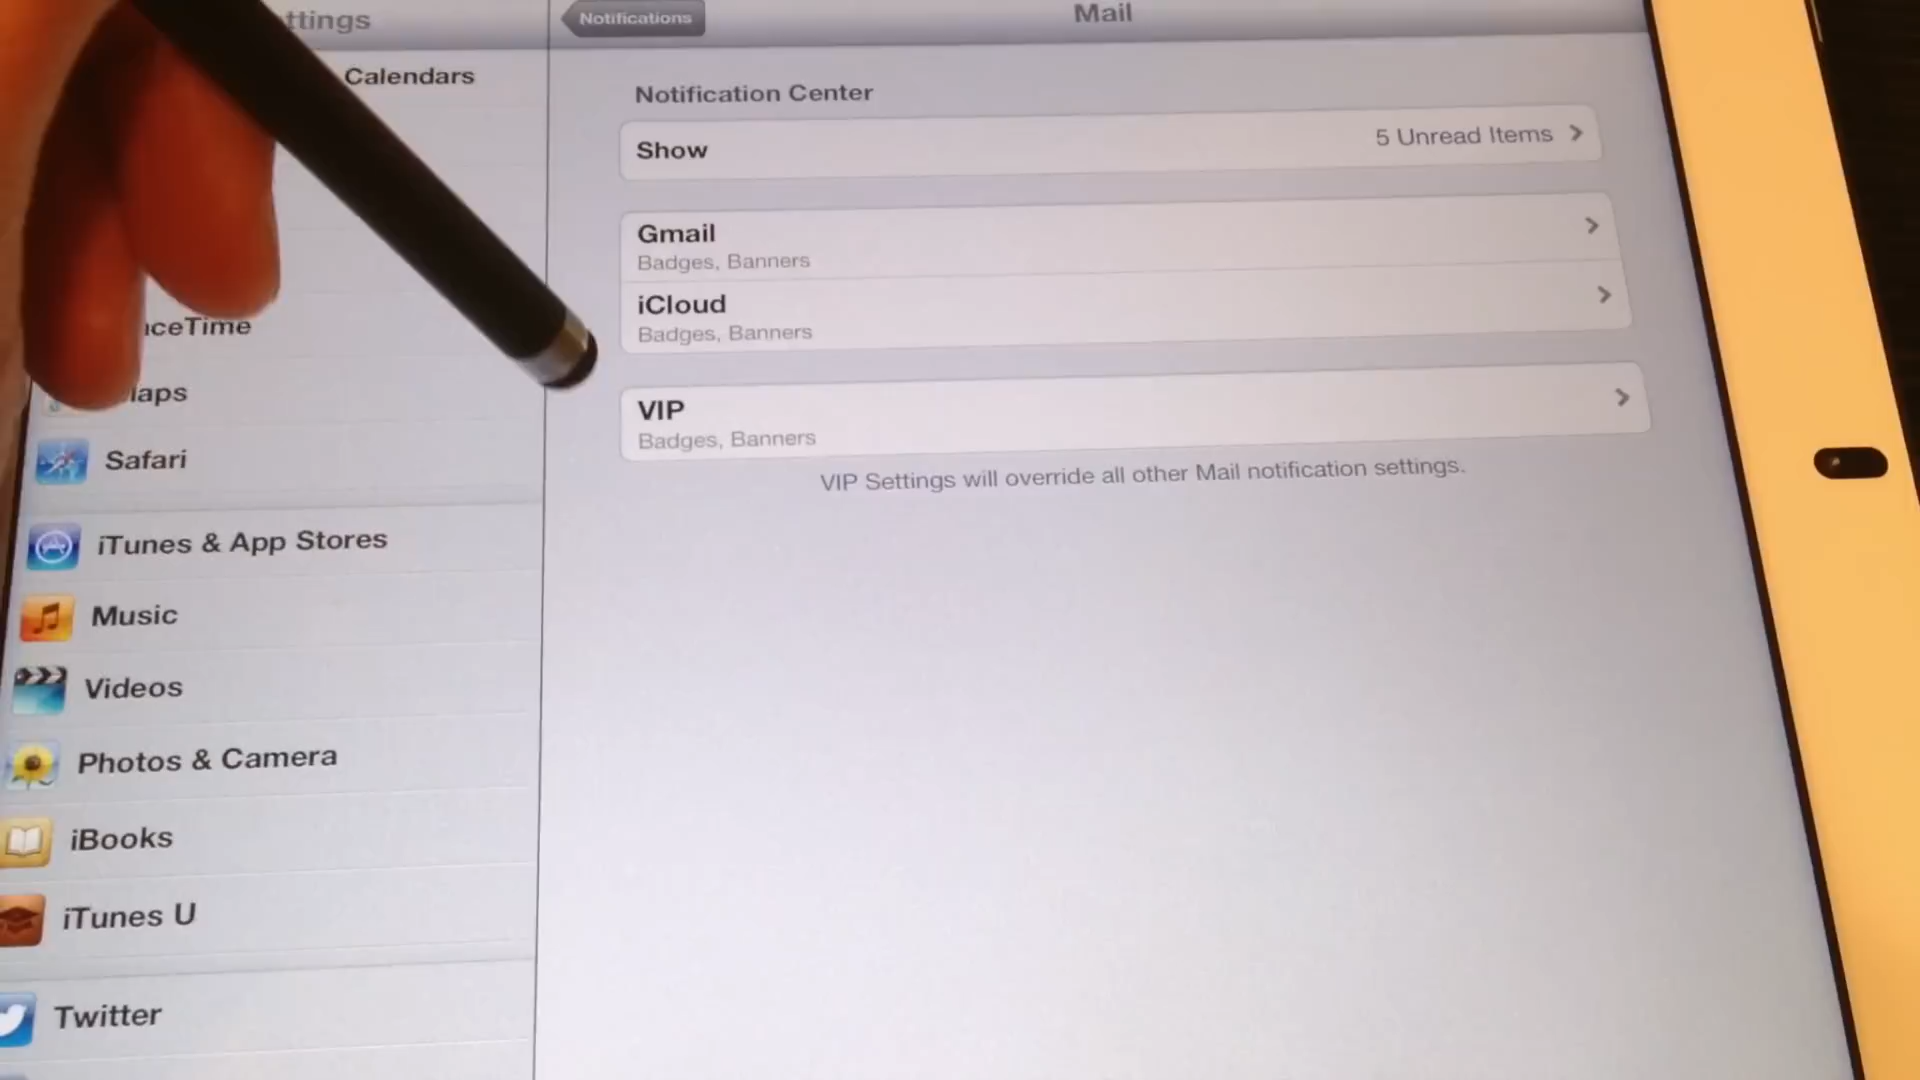 ttings
Notifications
Mail
Calendars
aceTime
Maps
Safari
iTunes & App Stores
Music
Videos
Photos & Camera
iBooks
iTunes U
Twitter
Notification Center
Show
5 Unread Items
Gmail
Badges, Banners
iCloud
Badges, Banners
VIP
Badges, Banners
VIP Settings will override all other Mail notification settings.